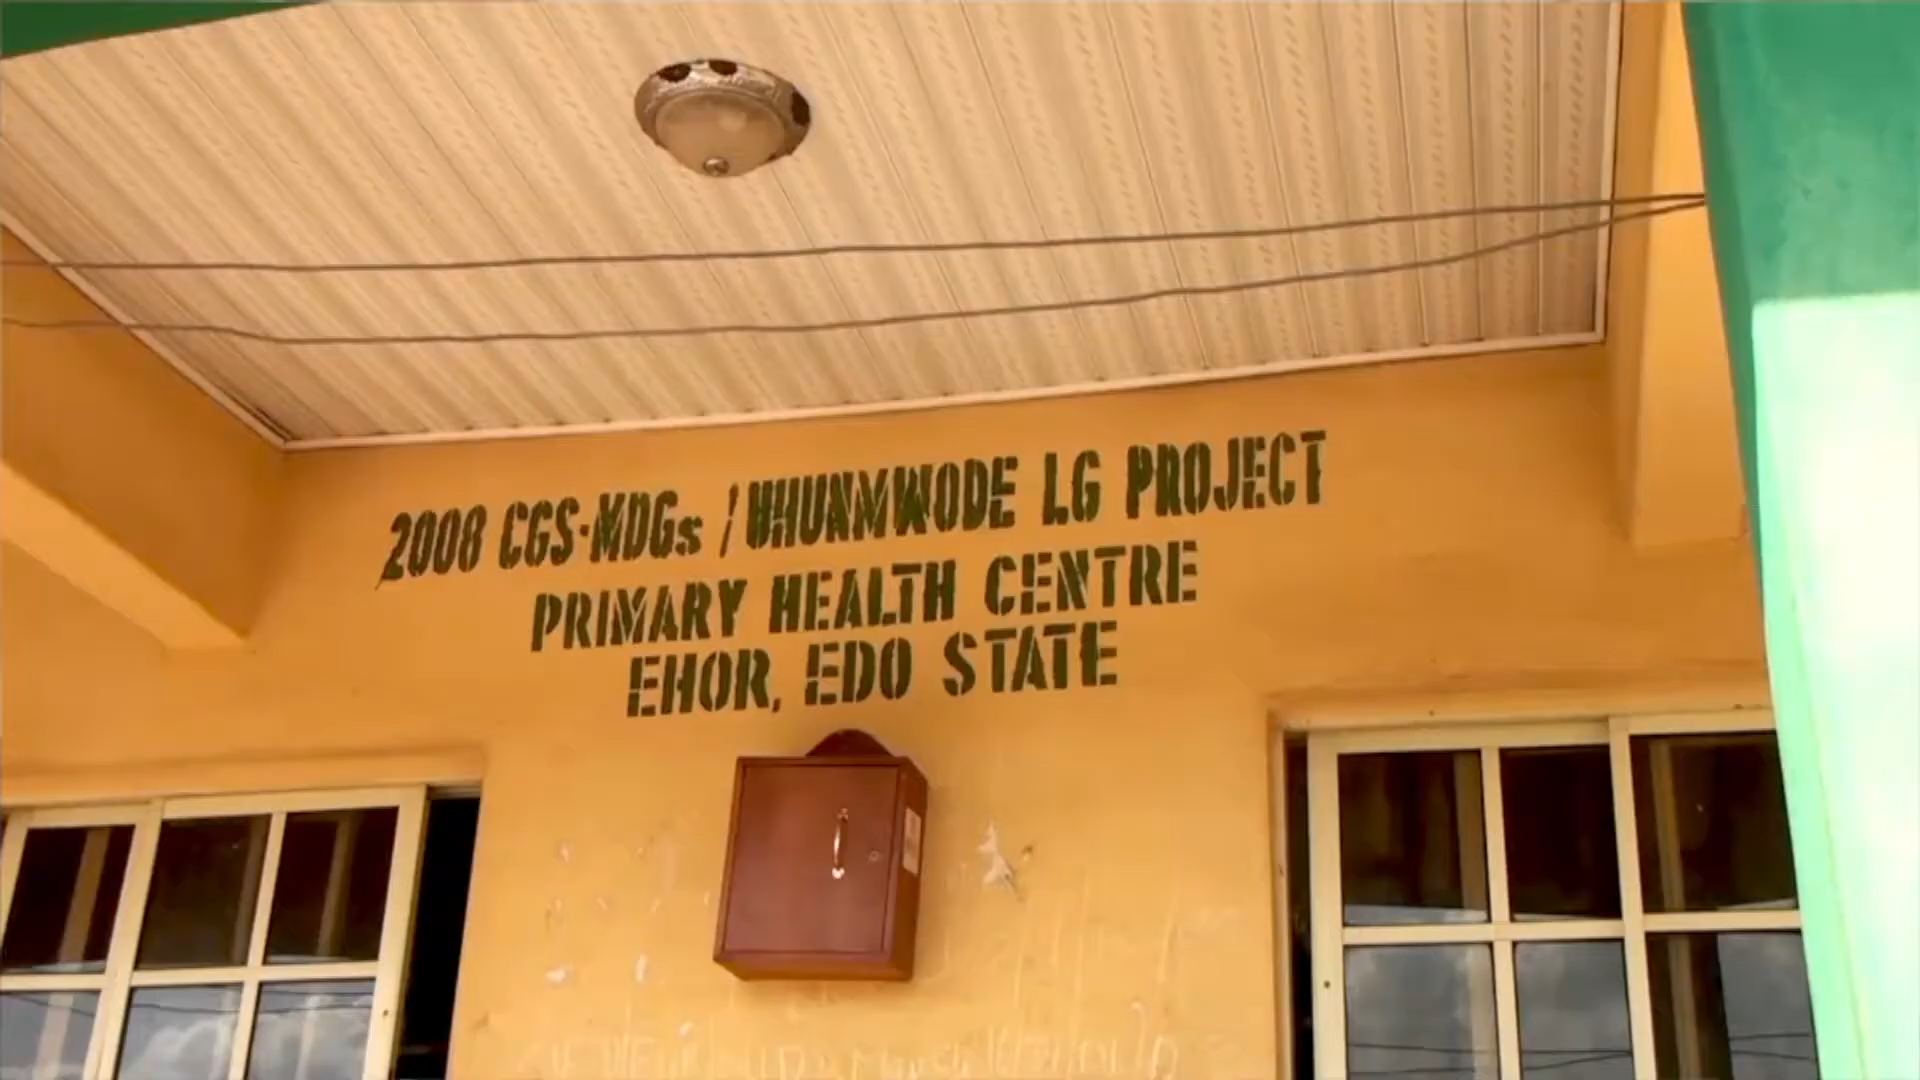 2008 CGS-MDGs / UHUNMWODE LG PROJECT
PRIMARY HEALTH CENTRE
EHOR, EDO STATE